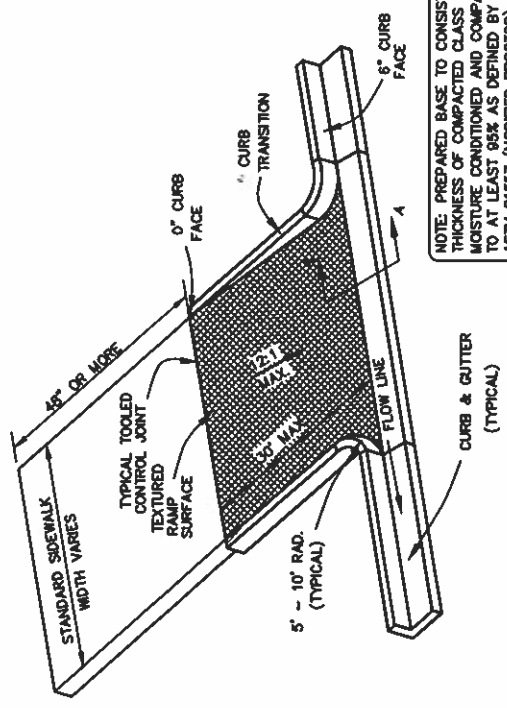 48" OR MORE
STANDARD SIDEWALK
WIDTH VARIES
TYPICAL TOOLED
CONTROL JOINT
TEXTURED
RAMP
SURFACE
0" CURB
FACE
CURB
TRANSITION
6" CURB
FACE
12:1
MAX.
30' MAX
FLOW LINE
A
5' - 10' RAD.
(TYPICAL)
CURB & GUTTER
(TYPICAL)
NOTE: PREPARED BASE TO CONSIST
THICKNESS OF COMPACTED CLASS
MOISTURE CONDITIONED AND
TO AT LEAST 95% AS DEFINED BY